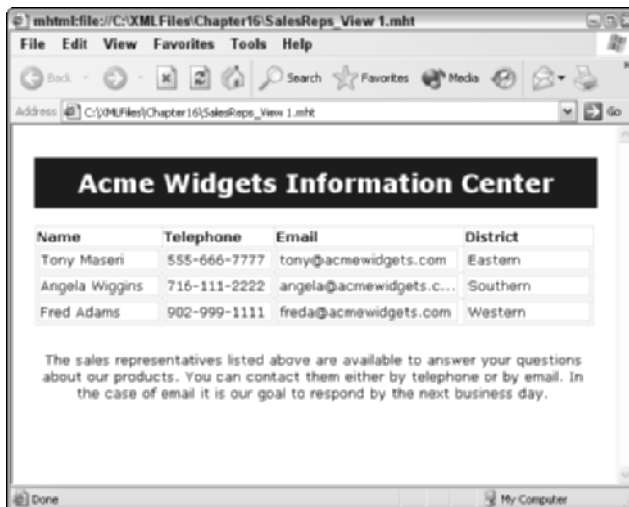 mhtml:file://C:\XMLFiles\Chapter16\SalesReps_View 1.mht
File Edit View Favorites Tools Help
Back Search Favorites Media
Address C:\XMLFiles\Chapter16\SalesReps_View 1.mht Go
Acme Widgets Information Center
Name Telephone Email District
Tony Maseri 555-666-7777 tony@acmewidgets.com Eastern
Angela Wiggins 716-111-2222 angela@acmewidgets.c... Southern
Fred Adams 902-999-1111 freda@acmewidgets.com Western
The sales representatives listed above are available to answer your questions
about our products. You can contact them either by telephone or by email. In
the case of email it is our goal to respond by the next business day.
Done My Computer